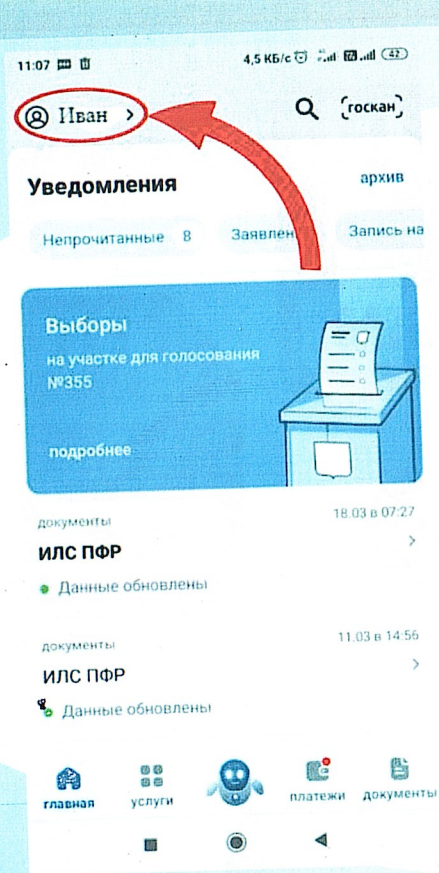 11:07 4,5 КБ/с 42
Иван > госкан
Уведомления архив
Непрочитанные 8 Заявлен Запись на
Выборы
на участке для голосования
№355
подробнее
документы 18.03 в 07:27
ИЛС ПФР
Данные обновлены
документы 11.03 в 14:56
ИЛС ПФР
Данные обновлены
главная услуги платежи документы